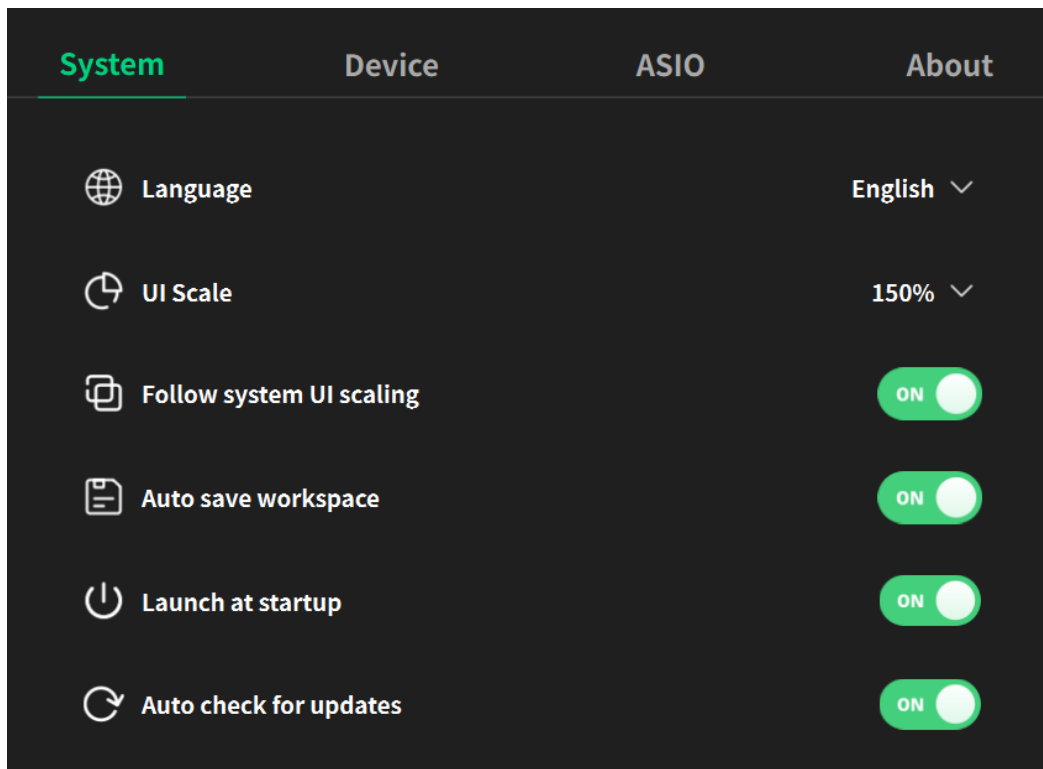 System Device ASIO About
Language English
UI Scale 150%
Follow system UI scaling ON
Auto save workspace ON
Launch at startup ON
Auto check for updates ON